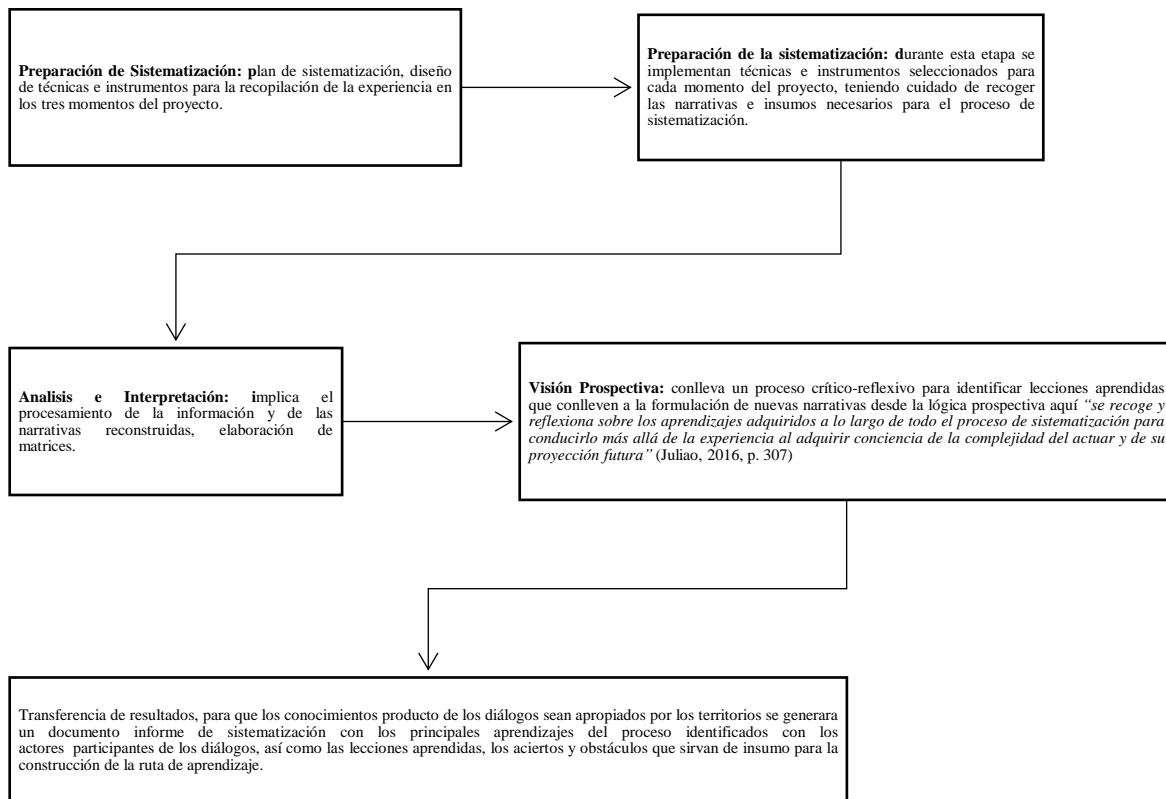 Preparación de Sistematización: plan de sistematización, diseño
de técnicas e instrumentos para la recopilación de la experiencia en
los tres momentos del proyecto.
Preparación de la sistematización: durante esta etapa se
implementan técnicas e instrumentos seleccionados para
cada momento del proyecto, teniendo cuidado de recoger
las narrativas e insumos necesarios para el proceso de
sistematización.
Analisis e Interpretación: implica el
procesamiento de la información y de las
narrativas reconstruidas, elaboración de
matrices.
Visión Prospectiva: conlleva un proceso crítico-reflexivo para identificar lecciones aprendidas
que conlleven a la formulación de nuevas narrativas desde la lógica prospectiva aquí “se recoge y
reflexiona sobre los aprendizajes adquiridos a lo largo de todo el proceso de sistematización para
conducirlo más allá de la experiencia al adquirir conciencia de la complejidad del actuar y de su
proyección futura” (Juliao, 2016, p. 307)
Transferencia de resultados, para que los conocimientos producto de los diálogos sean apropiados por los territorios se generara
un documento informe de sistematización con los principales aprendizajes del proceso identificados con los
actores participantes de los diálogos, así como las lecciones aprendidas, los aciertos y obstáculos que sirvan de insumo para la
construcción de la ruta de aprendizaje.